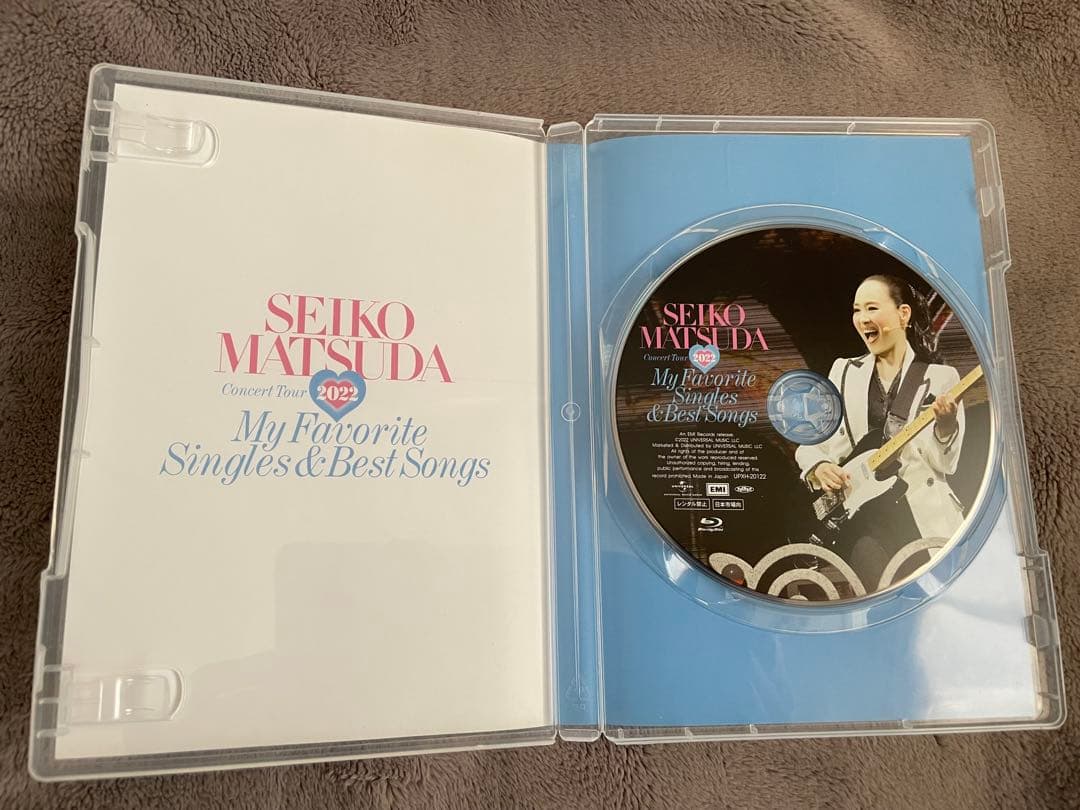 SEIKO
MATSUDA
Concert Tour 2022
My Favorite
Singles & Best Songs
SEIKO
MATSUDA
Concert Tour 2022
My Favorite
Singles
& Best Songs
An EMI Records release.
©2022 UNIVERSAL MUSIC LLC
Marketed & Distributed by UNIVERSAL MUSIC LLC
All rights of the producer and of
the owner of the work reproduced reserved.
Unauthorized copying, hiring, lending,
public performance and broadcasting of this
record prohibited. Made in Japan UPXH-20122
UNIVERSAL
EMI
レンタル禁止 日本市場向
Blu-ray Disc